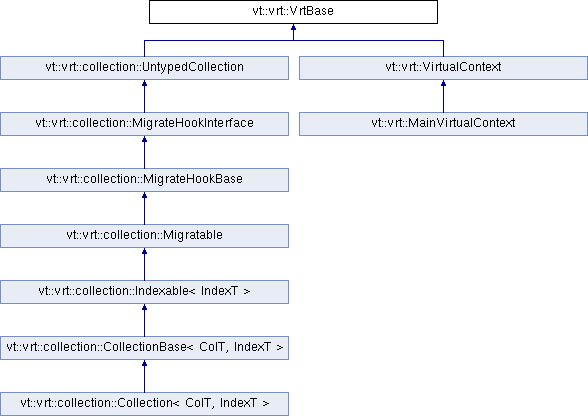 vt::vrt::VrtBase
vt::vrt::collection::UntypedCollection
vt::vrt::VirtualContext
vt::vrt::collection::MigrateHookInterface
vt::vrt::MainVirtualContext
vt::vrt::collection::MigrateHookBase
vt::vrt::collection::Migratable
vt::vrt::collection::Indexable< IndexT >
vt::vrt::collection::CollectionBase< ColT, IndexT >
vt::vrt::collection::Collection< ColT, IndexT >